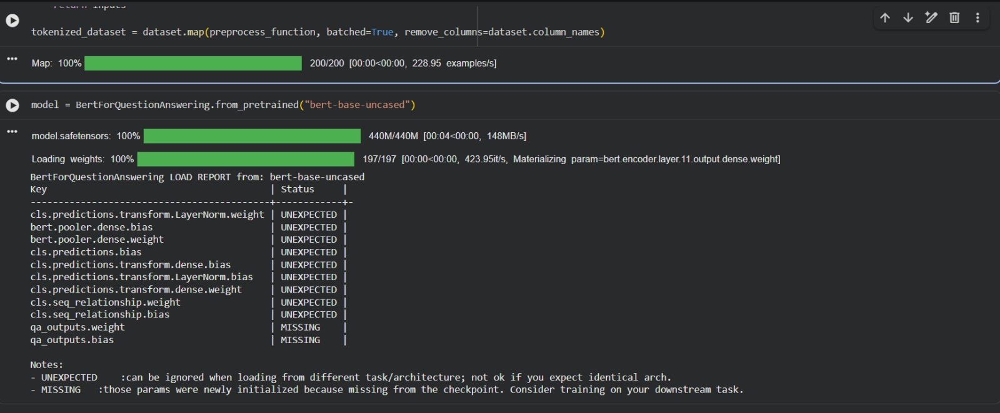 return inputs
tokenized_dataset = dataset.map(preprocess_function, batched=True, remove_columns=dataset.column_names)
Map: 100% 200/200 [00:00<00:00, 228.95 examples/s]
model = BertForQuestionAnswering.from_pretrained("bert-base-uncased")
model.safetensors: 100% 440M/440M [00:04<00:00, 148MB/s]
Loading weights: 100% 197/197 [00:00<00:00, 423.95it/s, Materializing param=bert.encoder.layer.11.output.dense.weight]
BertForQuestionAnswering LOAD REPORT from: bert-base-uncased
Key | Status |
-------------------------------------------+------------+-
cls.predictions.transform.LayerNorm.weight | UNEXPECTED |
bert.pooler.dense.bias | UNEXPECTED |
bert.pooler.dense.weight | UNEXPECTED |
cls.predictions.bias | UNEXPECTED |
cls.predictions.transform.dense.bias | UNEXPECTED |
cls.predictions.transform.LayerNorm.bias | UNEXPECTED |
cls.predictions.transform.dense.weight | UNEXPECTED |
cls.seq_relationship.weight | UNEXPECTED |
cls.seq_relationship.bias | UNEXPECTED |
qa_outputs.weight | MISSING |
qa_outputs.bias | MISSING |
Notes:
- UNEXPECTED :can be ignored when loading from different task/architecture; not ok if you expect identical arch.
- MISSING :those params were newly initialized because missing from the checkpoint. Consider training on your downstream task.